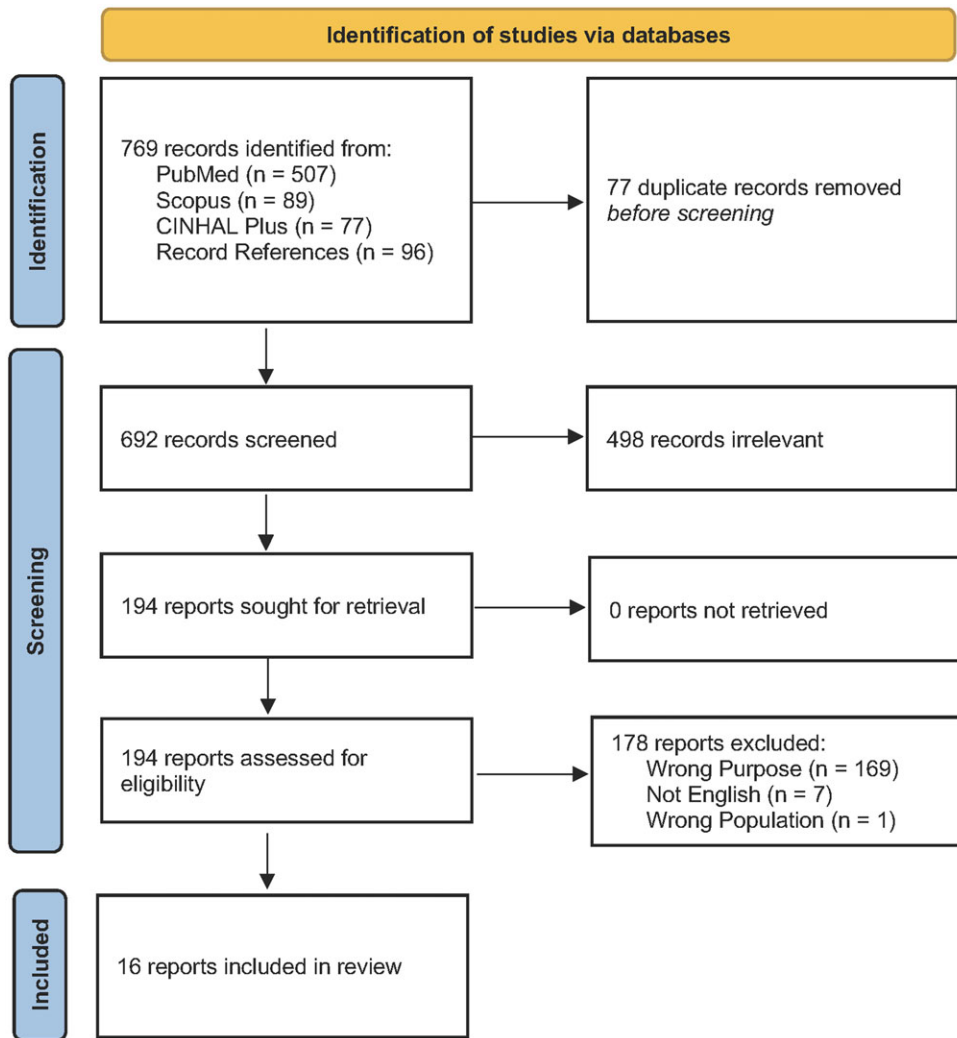 Identification of studies via databases
Identification
769 records identified from:
PubMed (n = 507)
Scopus (n = 89)
CINHAL Plus (n = 77)
Record References (n = 96)
77 duplicate records removed
before screening
Screening
692 records screened
498 records irrelevant
194 reports sought for retrieval
0 reports not retrieved
194 reports assessed for
eligibility
178 reports excluded:
Wrong Purpose (n = 169)
Not English (n = 7)
Wrong Population (n = 1)
Included
16 reports included in review